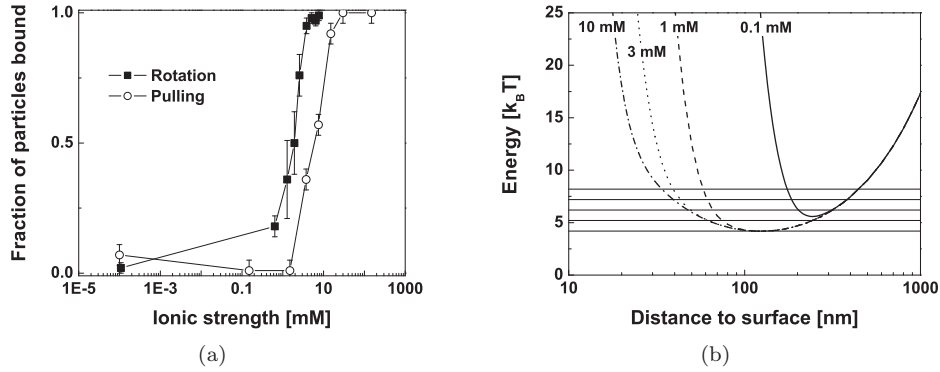 Fraction of particles bound
1.0
0.5
0.0
Rotation
Pulling
1E-5 1E-3 0.1 10 1000
Ionic strength [mM]
(a)
Energy [k_BT]
25
20
15
10
5
0
10 mM 1 mM 0.1 mM
3 mM
10 100 1000
Distance to surface [nm]
(b)